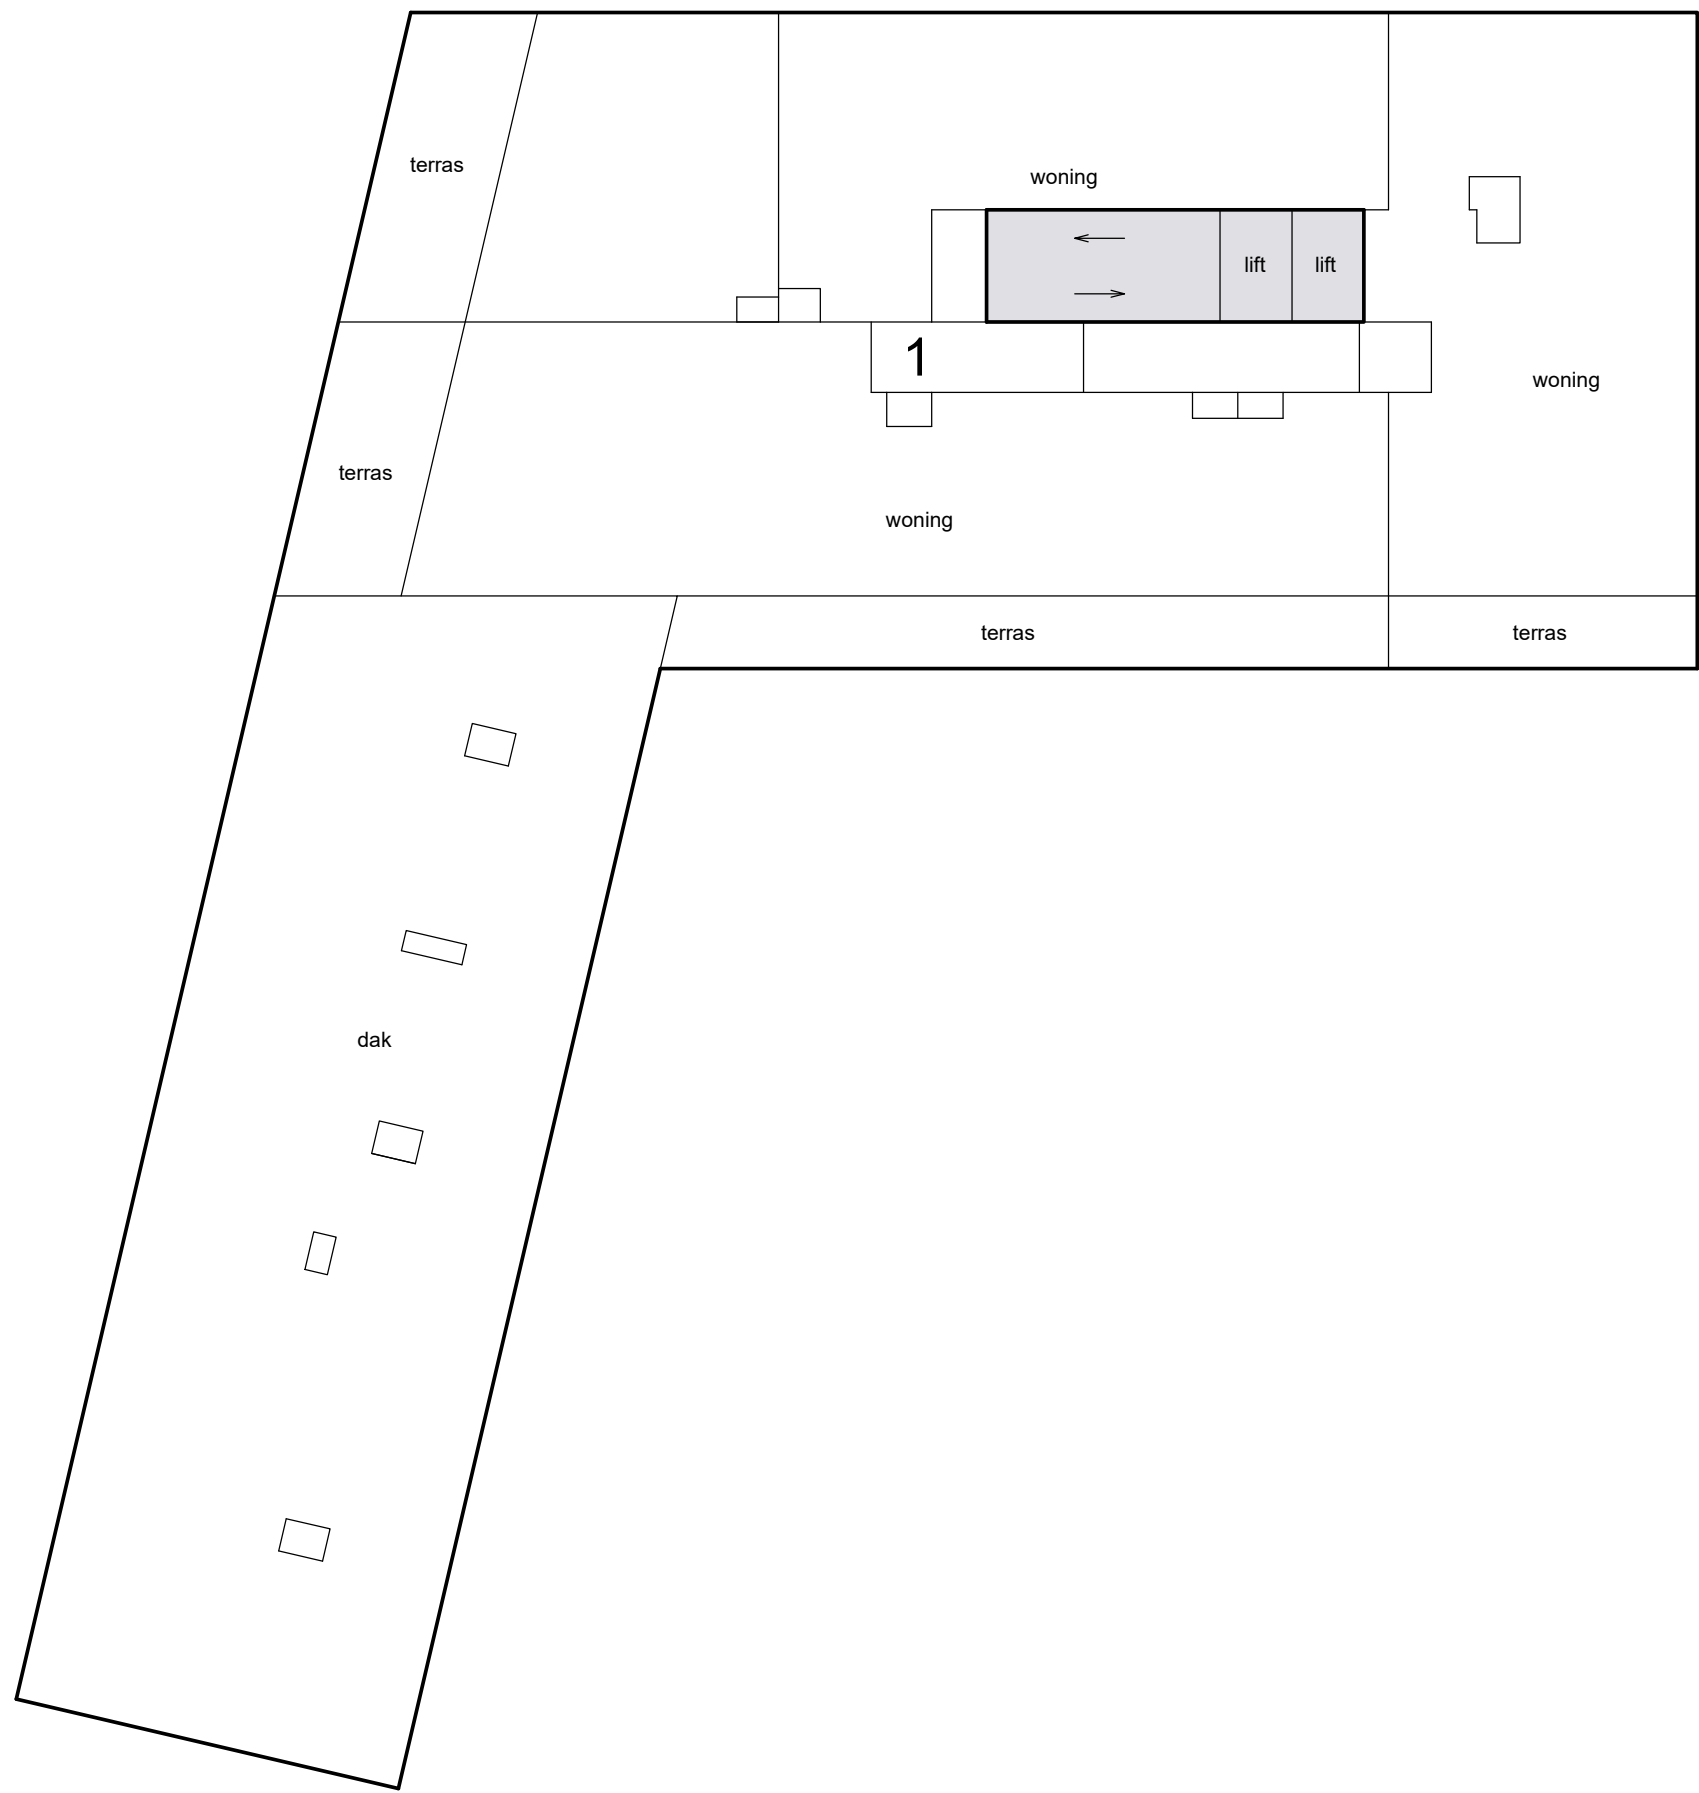 terras
woning
lift
lift
1
woning
terras
woning
terras
terras
dak